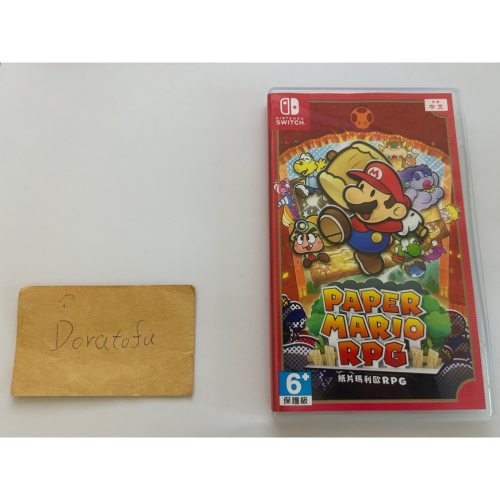 NINTENDO
SWITCH™
中文
PAPER
MARIO
RPG
紙片瑪利歐RPG
6+
保護級
Doratofu